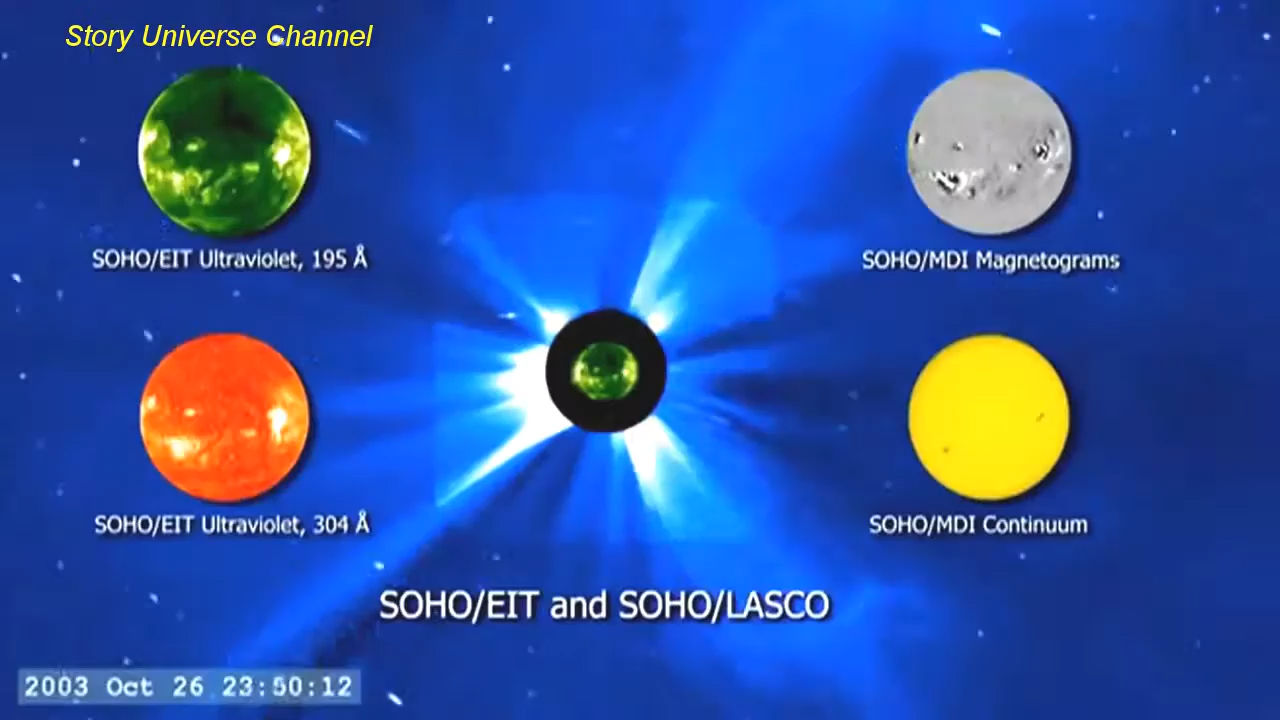 Story Universe Channel
SOHO/EIT Ultraviolet, 195 Å
SOHO/MDI Magnetograms
SOHO/EIT Ultraviolet, 304 Å
SOHO/MDI Continuum
SOHO/EIT and SOHO/LASCO
2003 Oct 26 23:50:12